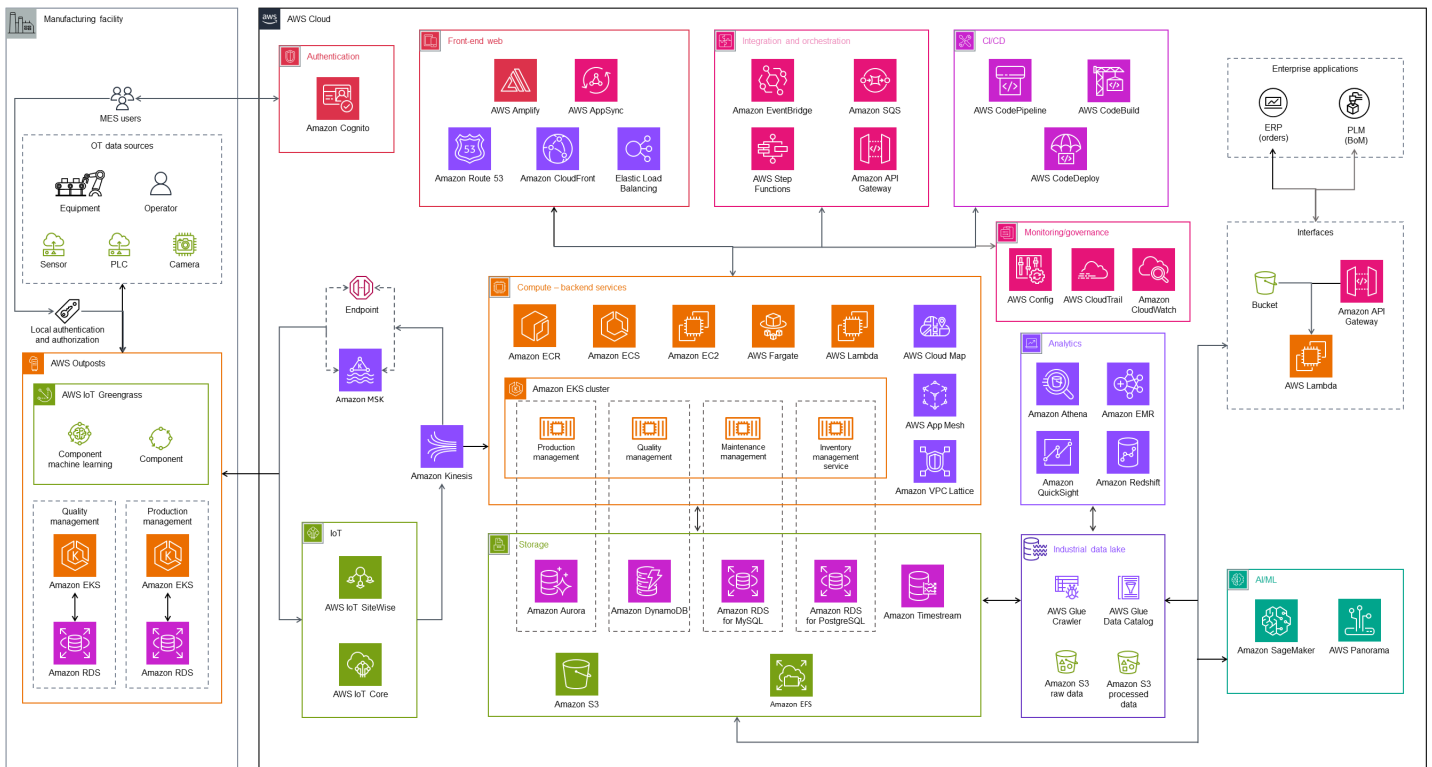 Manufacturing facility
aws
AWS Cloud
MES users
OT data sources
Equipment
Operator
Sensor
PLC
Camera
Local authentication
and authorization
AWS Outposts
AWS IoT Greengrass
Component
machine learning
Component
Quality
management
Amazon EKS
Amazon RDS
Production
management
Amazon EKS
Amazon RDS
Authentication
Amazon Cognito
Front-end web
AWS Amplify
AWS AppSync
53
Amazon Route 53
Amazon CloudFront
Elastic Load
Balancing
Integration and orchestration
Amazon EventBridge
Amazon SQS
AWS Step
Functions
Amazon API
Gateway
CI/CD
AWS CodePipeline
AWS CodeBuild
AWS CodeDeploy
Monitoring/governance
AWS Config
AWS CloudTrail
Amazon
CloudWatch
Enterprise applications
ERP
(orders)
PLM
(BoM)
Interfaces
Bucket
Amazon API
Gateway
AWS Lambda
Endpoint
Amazon MSK
Amazon Kinesis
IoT
AWS IoT SiteWise
AWS IoT Core
Compute – backend services
Amazon ECR
Amazon ECS
Amazon EC2
AWS Fargate
AWS Lambda
AWS Cloud Map
AWS App Mesh
Amazon VPC Lattice
Amazon EKS cluster
Production
management
Quality
management
Maintenance
management
Inventory
management
service
Storage
Amazon Aurora
Amazon DynamoDB
Amazon RDS
for MySQL
Amazon RDS
for PostgreSQL
Amazon Timestream
Amazon S3
Amazon EFS
Analytics
Amazon Athena
Amazon EMR
Amazon
QuickSight
Amazon Redshift
Industrial data lake
AWS Glue
Crawler
AWS Glue
Data Catalog
Amazon S3
raw data
Amazon S3
processed
data
AI/ML
Amazon SageMaker
AWS Panorama